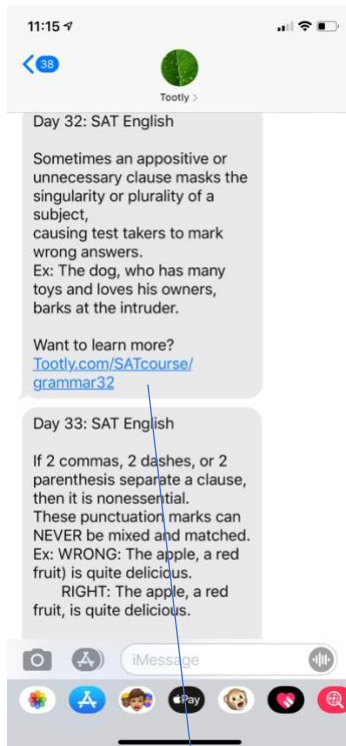 11:15
38
Tootly >
Day 32: SAT English
Sometimes an appositive or
unnecessary clause masks the
singularity or plurality of a
subject,
causing test takers to mark
wrong answers.
Ex: The dog, who has many
toys and loves his owners,
barks at the intruder.
Want to learn more?
Tootly.com/SATcourse/
grammar32
Day 33: SAT English
If 2 commas, 2 dashes, or 2
parenthesis separate a clause,
then it is nonessential.
These punctuation marks can
NEVER be mixed and matched.
Ex: WRONG: The apple, a red
fruit) is quite delicious.
RIGHT: The apple, a red
fruit, is quite delicious.
iMessage
Pay